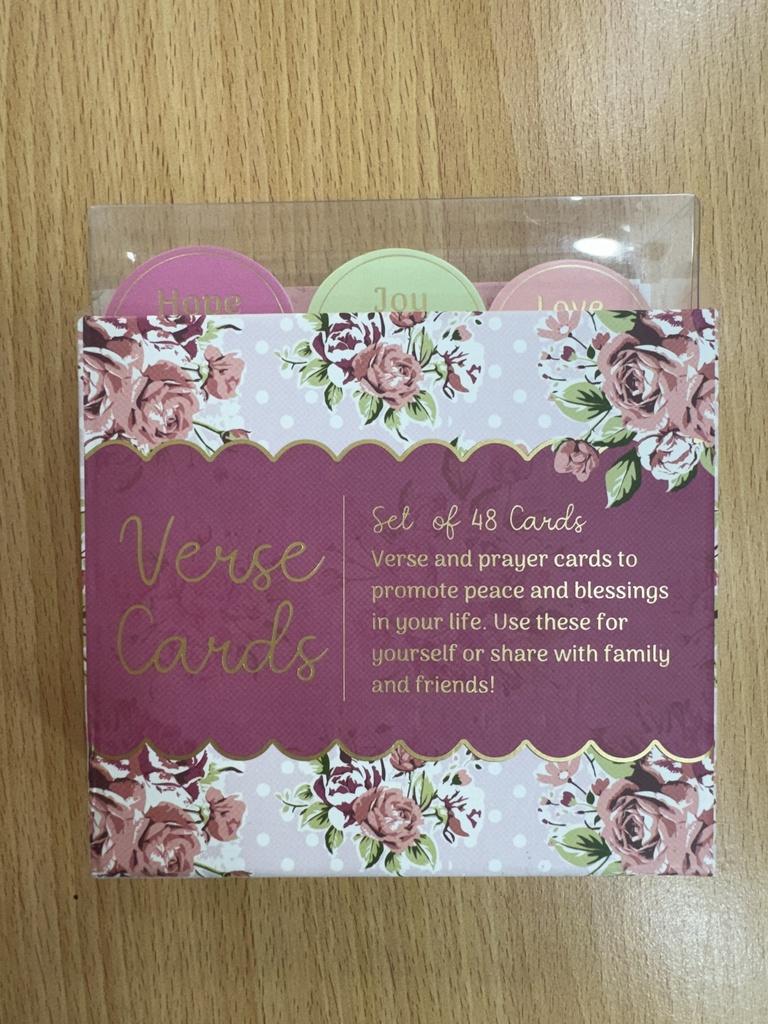 Hope
Joy
Love
Verse
Cards
Set of 48 Cards
Verse and prayer cards to
promote peace and blessings
in your life. Use these for
yourself or share with family
and friends!